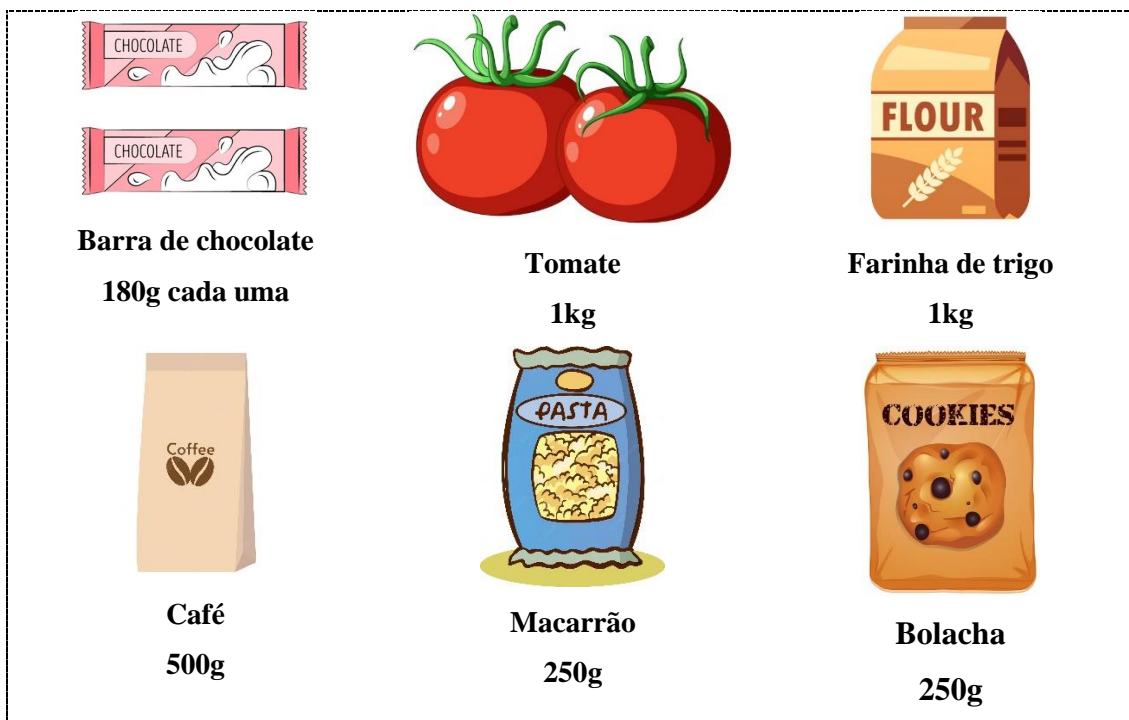 CHOCOLATE
CHOCOLATE
Barra de chocolate
180g cada uma
Tomate
1kg
FLOUR
Farinha de trigo
1kg
Coffee
Café
500g
PASTA
Macarrão
250g
COOKIES
Bolacha
250g